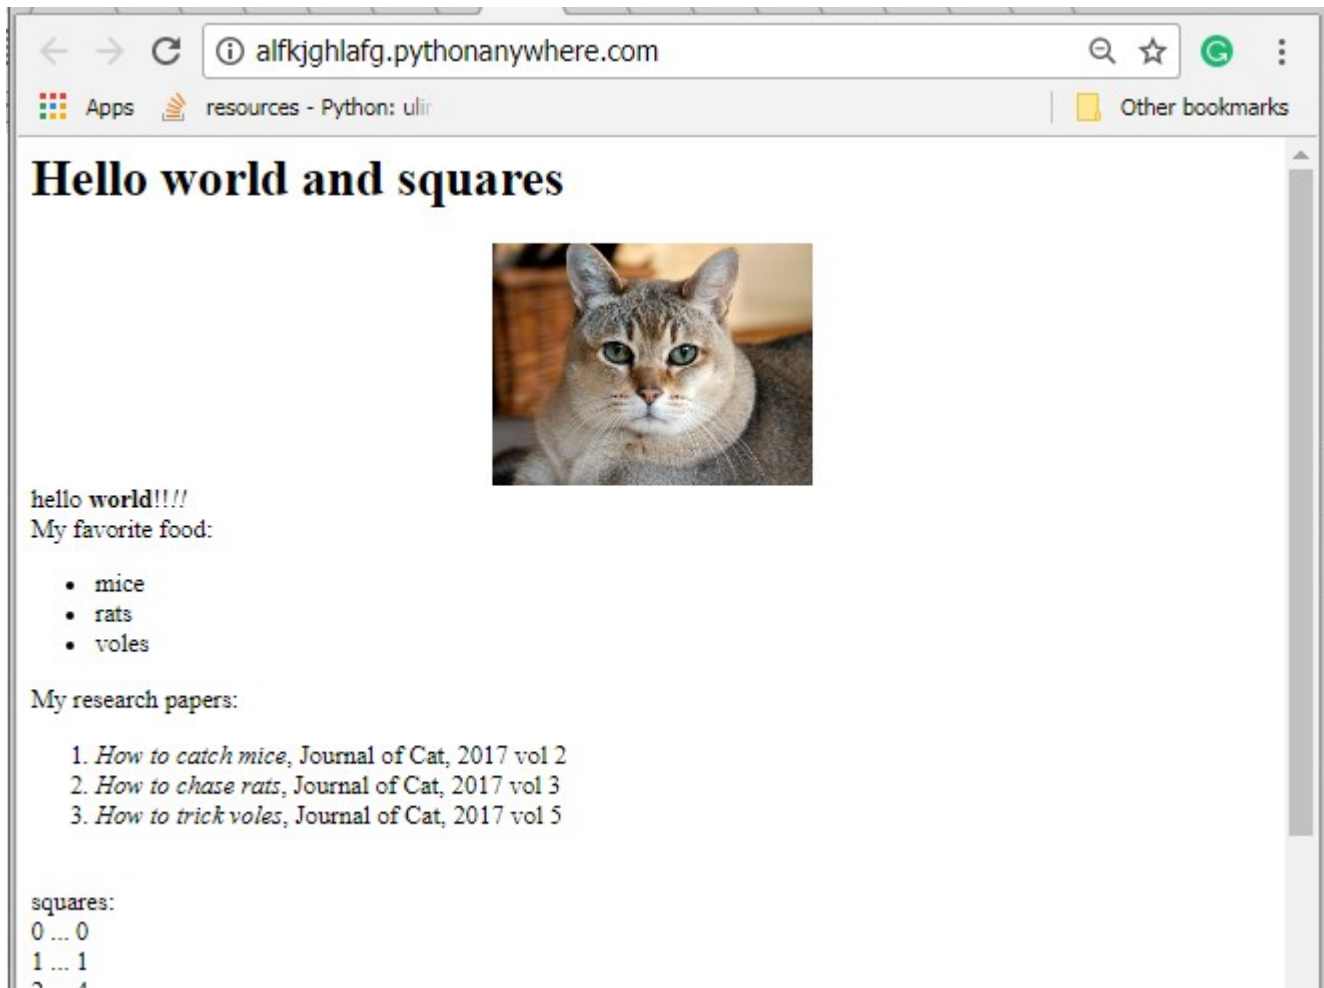 alfkjghlafg.pythonanywhere.com
Apps resources - Python: uli Other bookmarks
Hello world and squares
hello world!!!!
My favorite food:
• mice
• rats
• voles
My research papers:
1. How to catch mice, Journal of Cat, 2017 vol 2
2. How to chase rats, Journal of Cat, 2017 vol 3
3. How to trick voles, Journal of Cat, 2017 vol 5
squares:
0 ... 0
1 ... 1